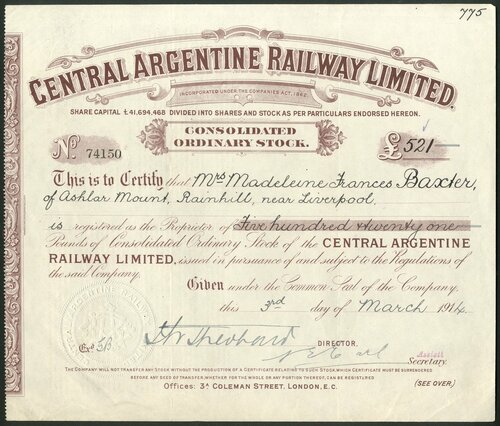 775
CENTRAL ARGENTINE RAILWAY LIMITED.
INCORPORATED UNDER THE COMPANIES ACT, 1862.
SHARE CAPITAL £41,694,468 DIVIDED INTO SHARES AND STOCK AS PER PARTICULARS ENDORSED HEREON.
CONSOLIDATED
ORDINARY STOCK.
No. 74150
£521
This is to Certify that Mrs Madeleine Frances Baxter,
of Ashlar Mount, Rainhill, near Liverpool,
is registered as the Proprietor of Five hundred & twenty one
Pounds of Consolidated Ordinary Stock of the CENTRAL ARGENTINE
RAILWAY LIMITED, issued in pursuance of and subject to the Regulations of
the said Company.
Given under the Common Seal of the Company,
this 3rd day of March 1914.
ARGENTINE RAILWAY
DIRECTOR.
Assist
Secretary.
THE COMPANY WILL NOT TRANSFER ANY STOCK WITHOUT THE PRODUCTION OF A CERTIFICATE RELATING TO SUCH STOCK, WHICH CERTIFICATE MUST BE SURRENDERED
BEFORE ANY DEED OF TRANSFER, WHETHER FOR THE WHOLE OR ANY PORTION THEREOF, CAN BE REGISTERED
Offices: 3A COLEMAN STREET, LONDON, E.C.
(SEE OVER.)